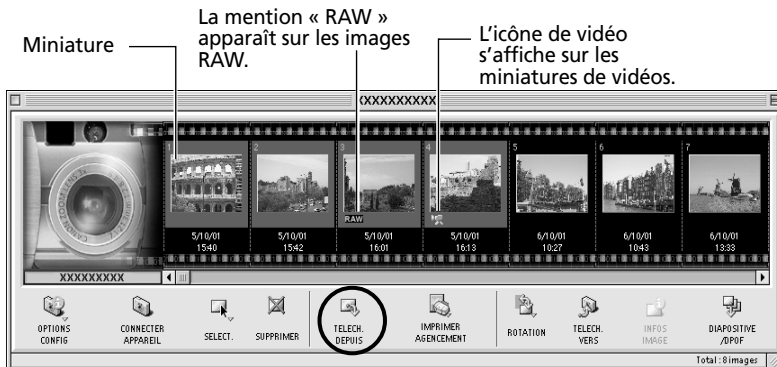 Miniature
La mention « RAW »
apparaît sur les images
RAW.
L’icône de vidéo
s’affiche sur les
miniatures de vidéos.
XXXXXXXXX
1
2
3
4
5
6
7
RAW
5/10/01
15:40
5/10/01
15:42
5/10/01
16:01
5/10/01
16:13
6/10/01
10:27
6/10/01
10:43
6/10/01
13:33
XXXXXXXXX
OPTIONS
CONFIG
CONNECTER
APPAREIL
SELECT.
SUPPRIMER
TELECH.
DEPUIS
IMPRIMER
AGENCEMENT
ROTATION
TELECH.
VERS
INFOS
IMAGE
DIAPOSITIVE
/DPOF
Total : 8 images